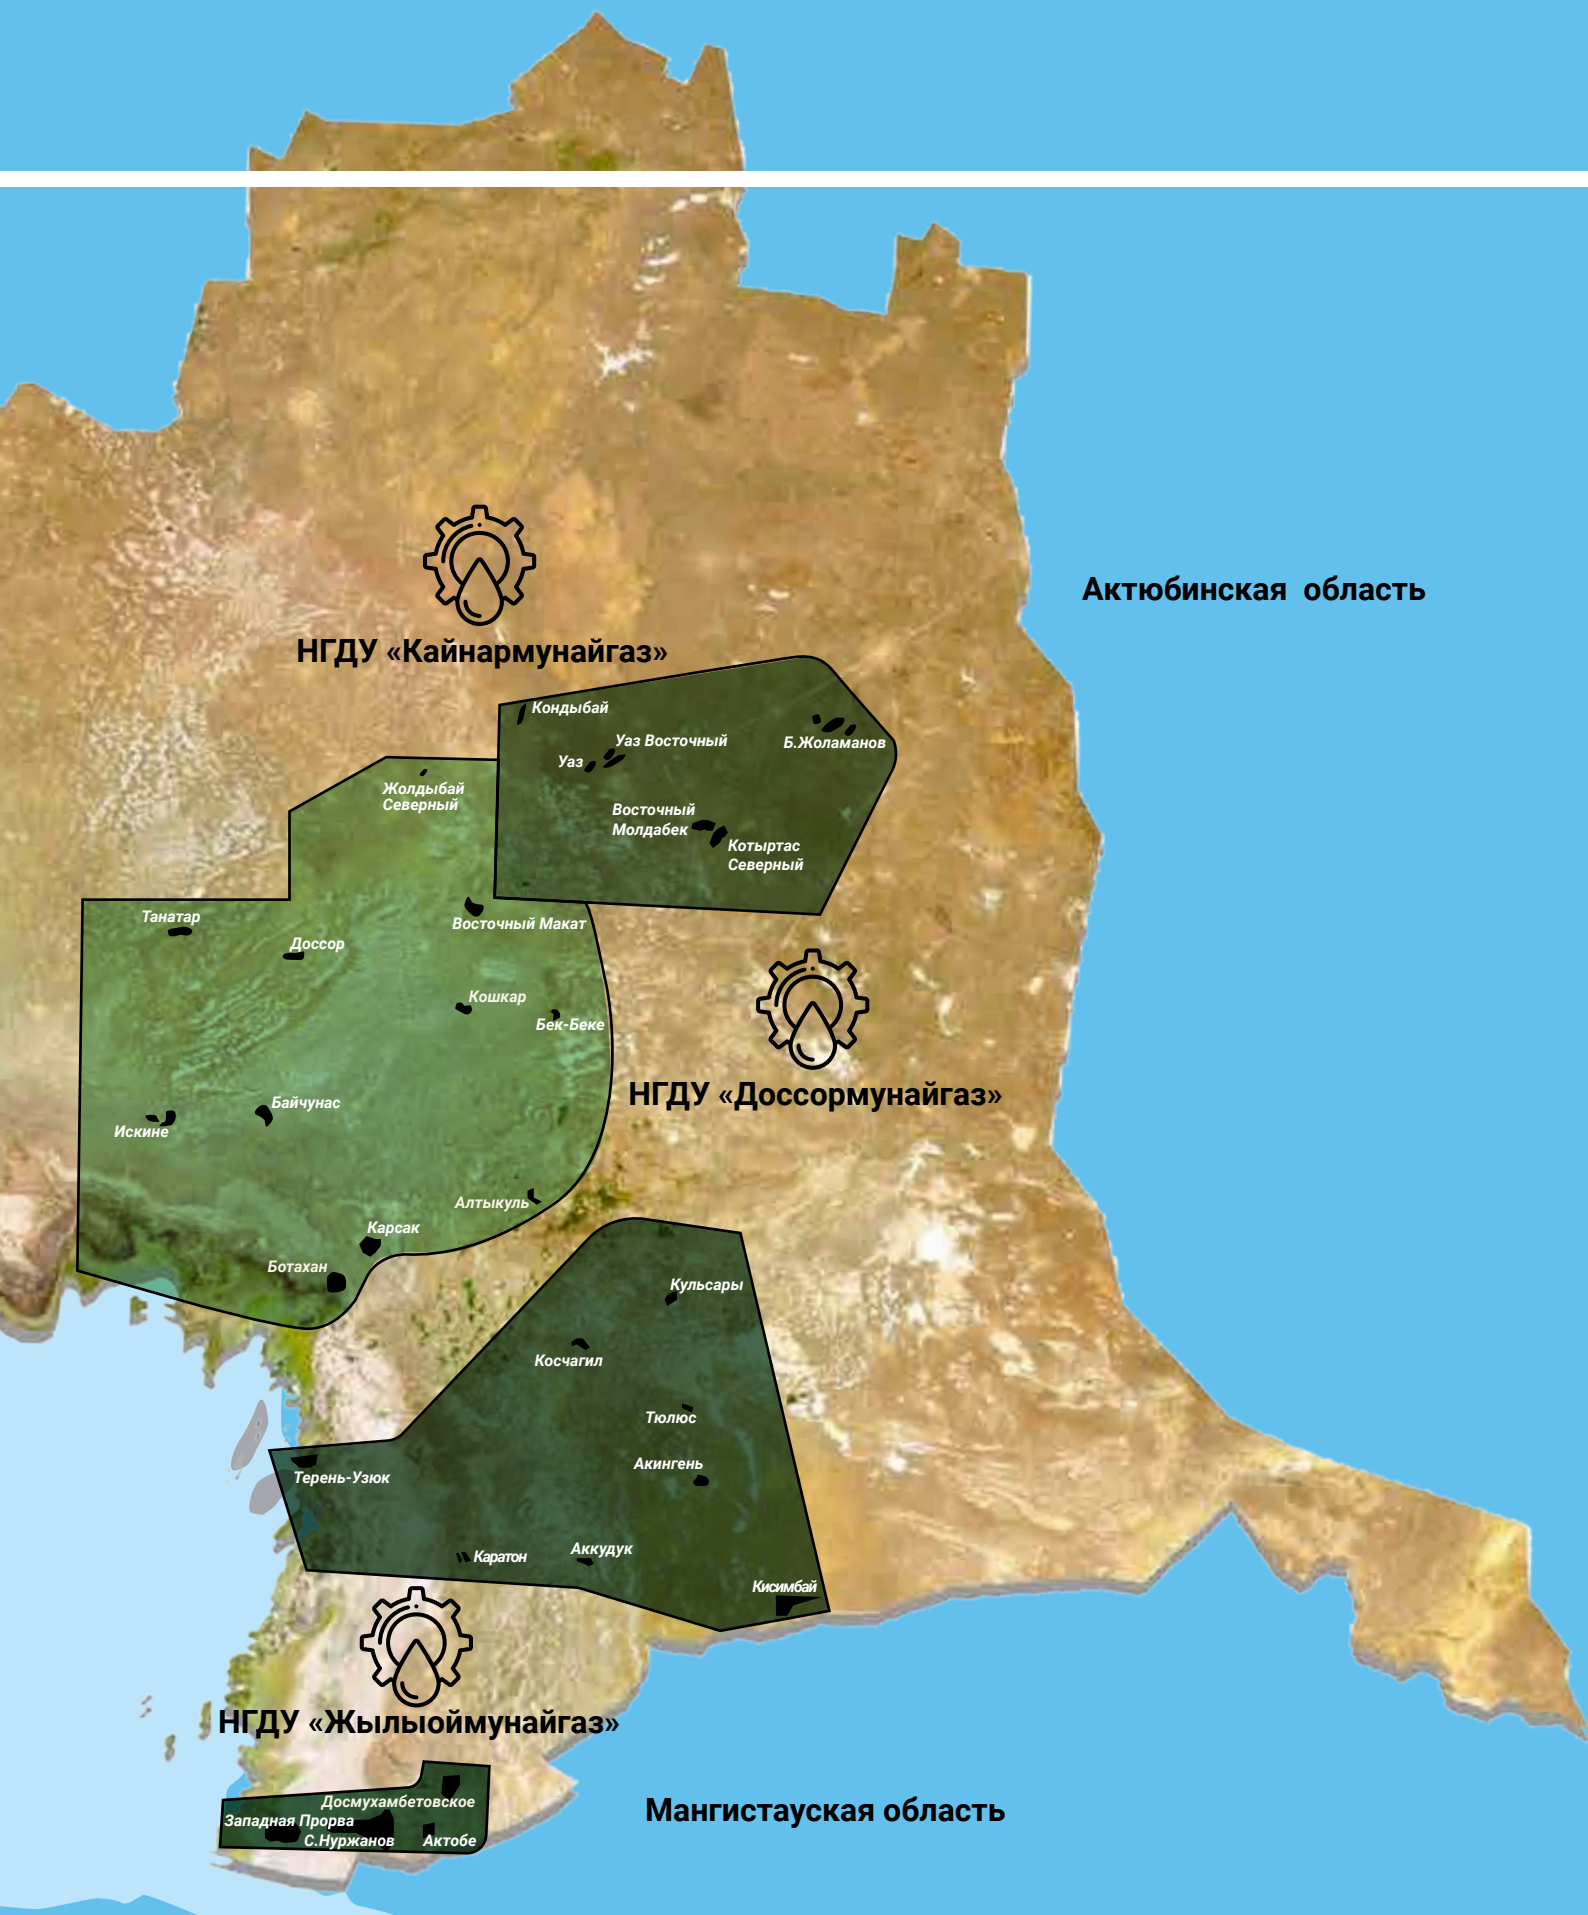 Актюбинская область
НГДУ «Кайнармунайгаз»
Кондыбай
Уаз Восточный
Б.Жоламанов
Уаз
Жолдыбай
Северный
Восточный
Молдабек
Котыртас
Северный
Танатар
Восточный Макат
Доссор
Кошкар
Бек-Беке
НГДУ «Доссормунайгаз»
Байчунас
Искине
Алтыкуль
Карсак
Ботахан
Кульсары
Косчагил
Тюлюс
Акингень
Терень-Узюк
Аккудук
Каратон
Кисимбай
НГДУ «Жылыоймунайгаз»
Досмухамбетовское
Западная Прорва
С.Нуржанов
Актобе
Мангистауская область